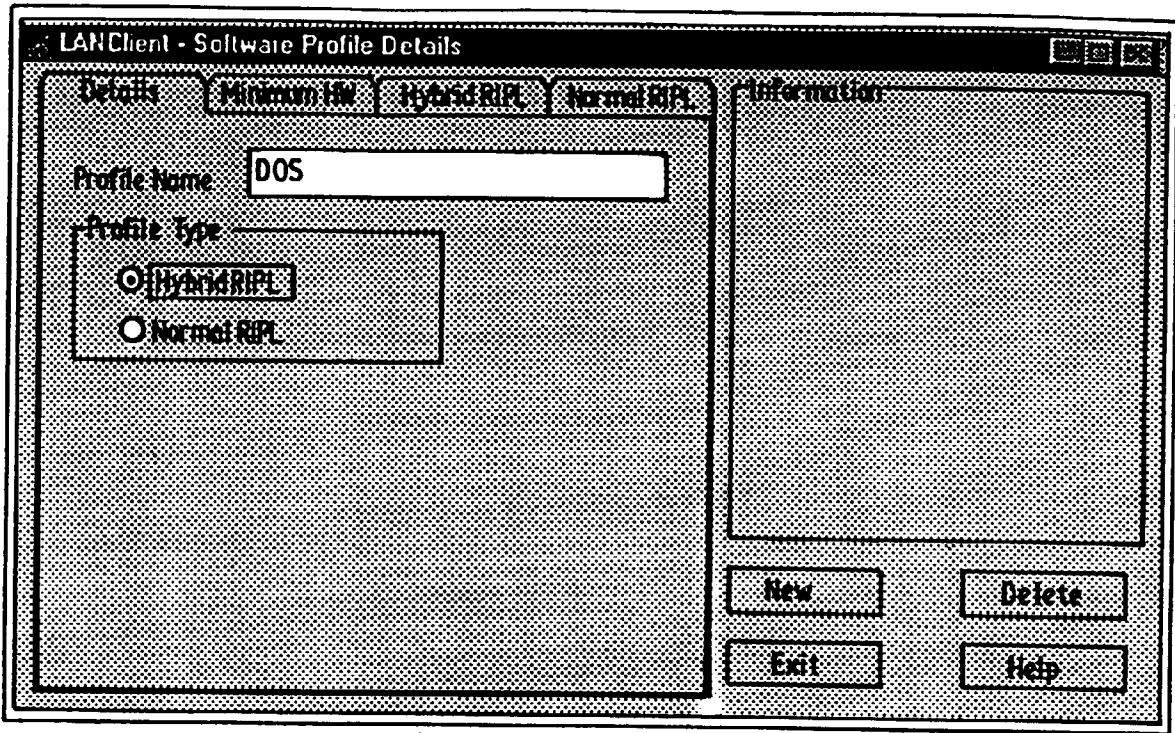 LANClient - Software Profile Details
Details Minimum HW Hybrid RIPL Normal RIPL
Profile Name DOS
Profile Type
Hybrid RIPL
Normal RIPL
Information
New Delete
Exit Help